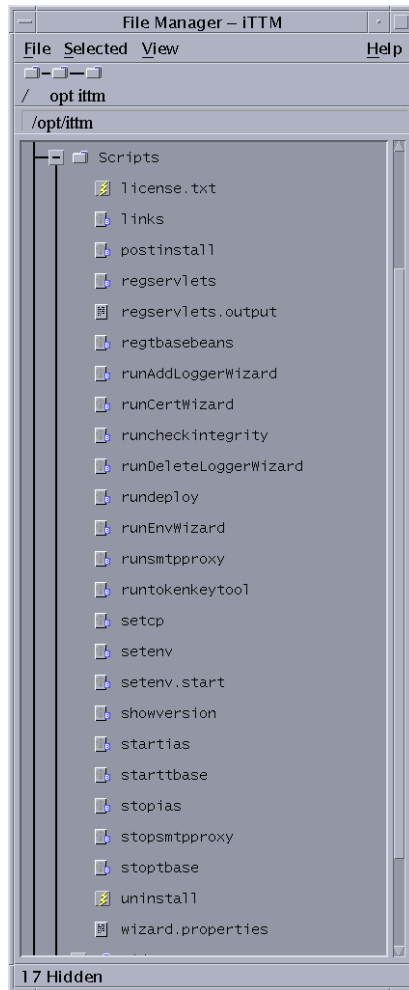 File Manager – iTTM
File Selected View Help
/ opt ittm
/opt/ittm
Scripts
license.txt
links
postinstall
regservlets
regservlets.output
regtbasebeans
runAddLoggerWizard
runCertWizard
runcheckintegrity
runDeleteLoggerWizard
rundeploy
runEnvWizard
runsmtpproxy
runtokenkeytool
setcp
setenv
setenv.start
showversion
startias
starttbase
stopias
stopsmtpproxy
stoptbase
uninstall
wizard.properties
17 Hidden